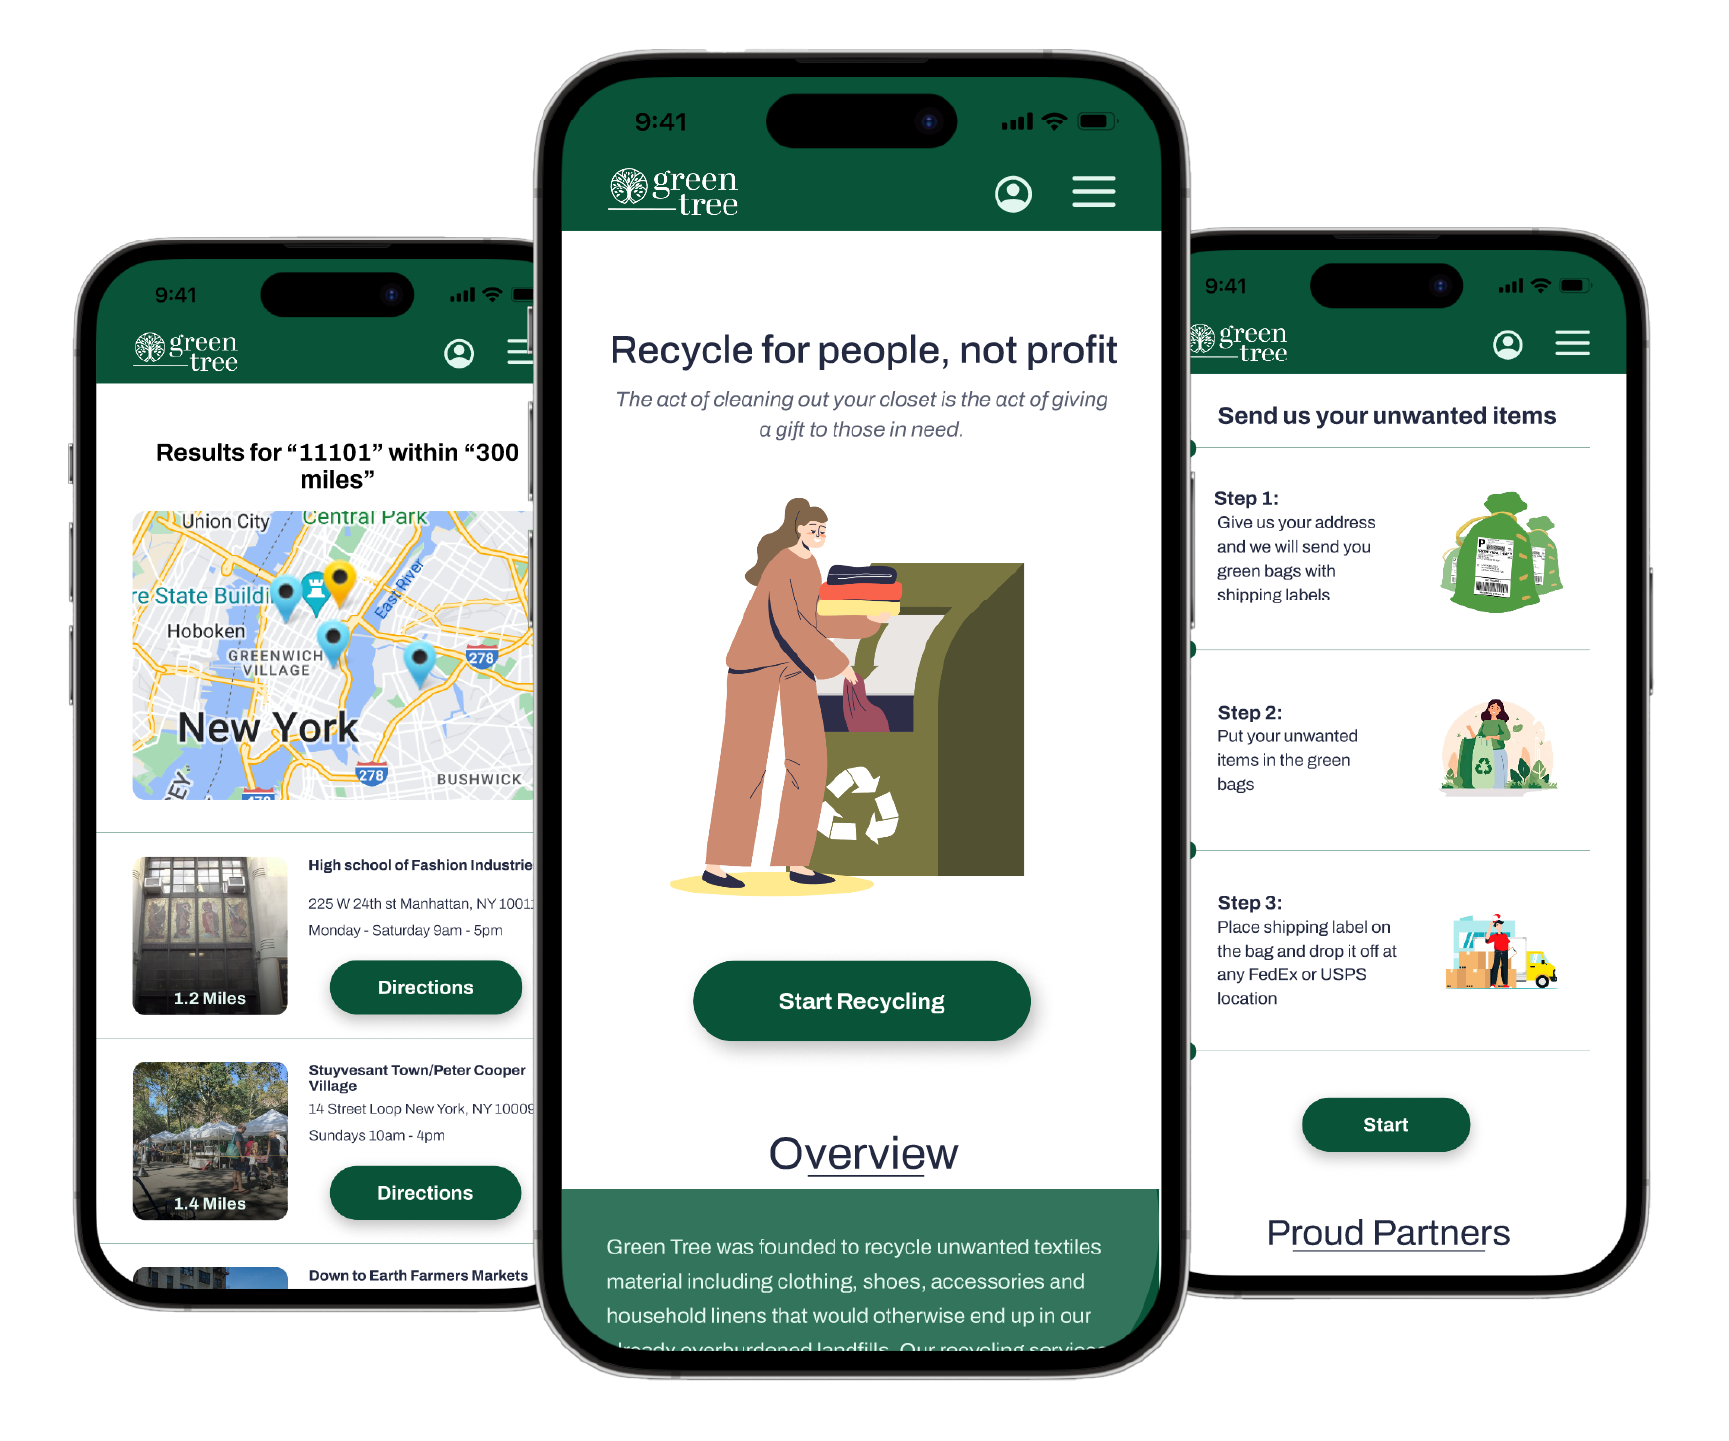 9:41
green
tree
Results for “11101” within “300
miles”
Union City
Central Park
re State Buildi
East River
Hoboken
GREENWICH
VILLAGE
278
New York
278
BUSHWICK
EY
High school of Fashion Industrie
225 W 24th st Manhattan, NY 1001
Monday - Saturday 9am - 5pm
1.2 Miles
Directions
Stuyvesant Town/Peter Cooper
Village
14 Street Loop New York, NY 10009
Sundays 10am - 4pm
1.4 Miles
Directions
Down to Earth Farmers Markets
9:41
green
tree
Recycle for people, not profit
The act of cleaning out your closet is the act of giving
a gift to those in need.
Start Recycling
Overview
Green Tree was founded to recycle unwanted textiles
material including clothing, shoes, accessories and
household linens that would otherwise end up in our
already overburdened landfills. Our recycling services
9:41
green
tree
Send us your unwanted items
Step 1:
Give us your address
and we will send you
green bags with
shipping labels
P
Step 2:
Put your unwanted
items in the green
bags
Step 3:
Place shipping label on
the bag and drop it off at
any FedEx or USPS
location
Start
Proud Partners